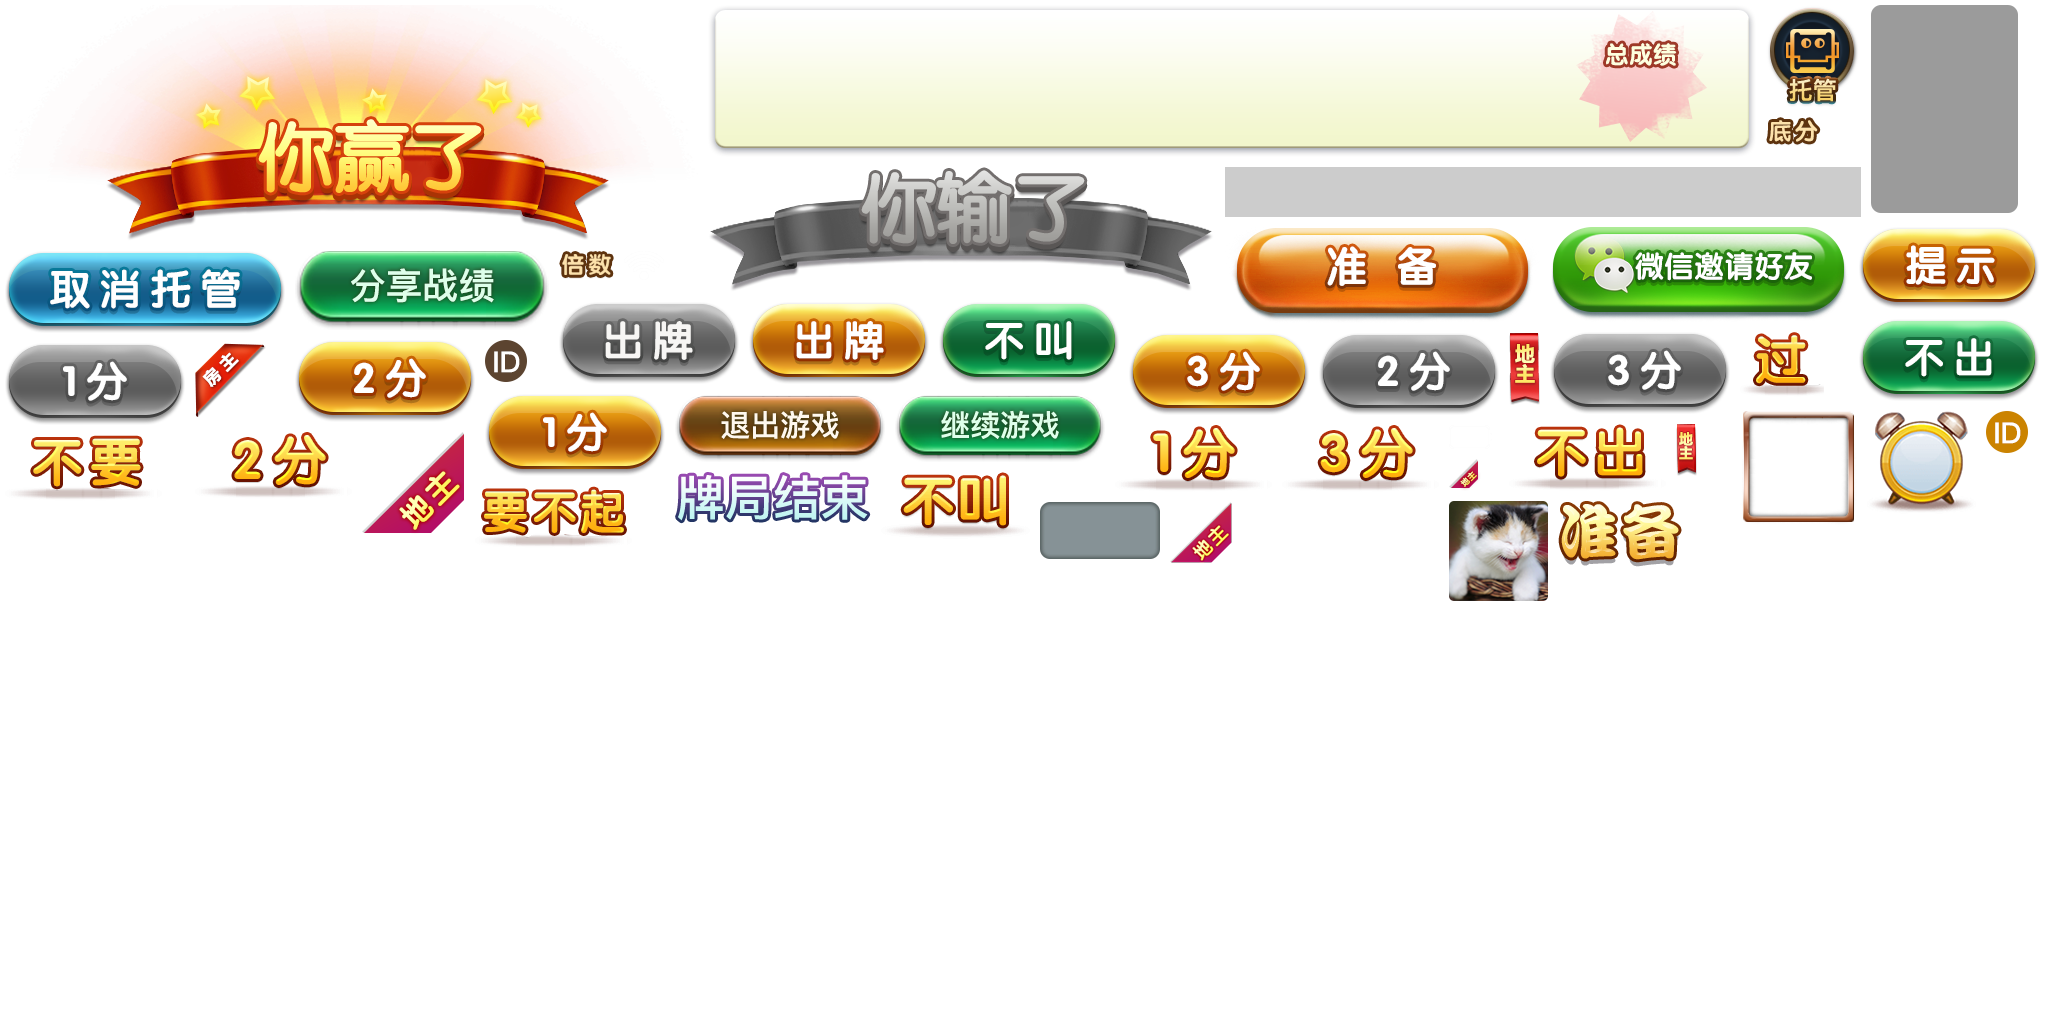 你赢了
总成绩
托管
底分
你输了
取消托管
分享战绩
倍数
准 备
微信邀请好友
提示
出牌
出牌
不叫
1分
房主
2分
ID
3分
2分
地主
3分
过
不出
1分
退出游戏
继续游戏
不要
2分
地主
要不起
牌局结束
不叫
1分
3分
地主
不出
地主
ID
地主
准备